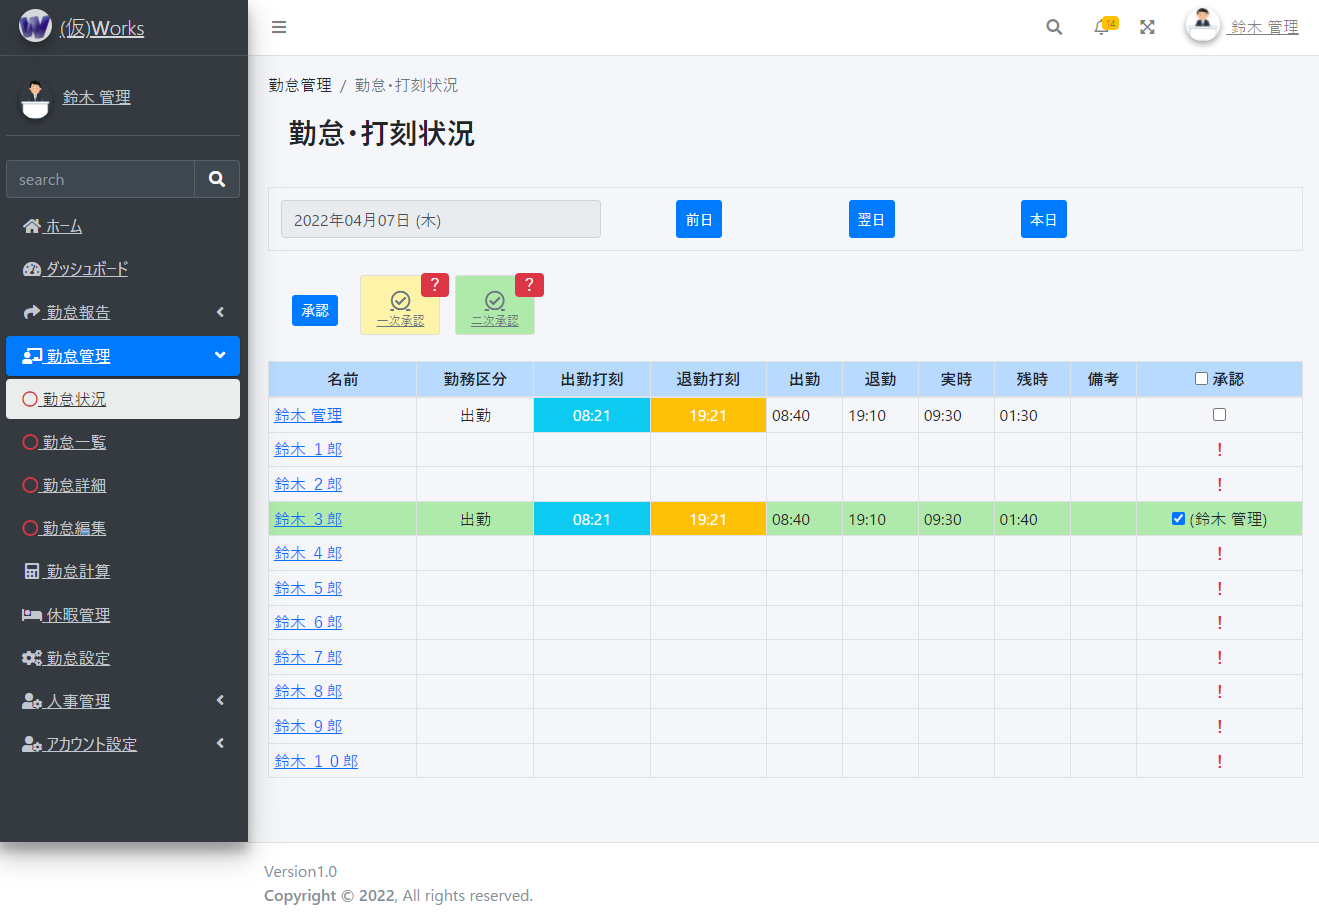 (仮)Works
14
鈴木 管理
鈴木 管理
search
ホーム
ダッシュボード
勤怠報告
勤怠管理
勤怠状況
勤怠一覧
勤怠詳細
勤怠編集
勤怠計算
休暇管理
勤怠設定
人事管理
アカウント設定
勤怠管理 / 勤怠・打刻状況
勤怠・打刻状況
2022年04月07日 (木) 前日 翌日 本日
承認 一次承認 ? 二次承認 ?
名前 勤務区分 出勤打刻 退勤打刻 出勤 退勤 実時 残時 備考 承認
鈴木 管理 出勤 08:21 19:21 08:40 19:10 09:30 01:30
鈴木 １郎 !
鈴木 ２郎 !
鈴木 ３郎 出勤 08:21 19:21 08:40 19:10 09:30 01:40 (鈴木 管理)
鈴木 ４郎 !
鈴木 ５郎 !
鈴木 ６郎 !
鈴木 ７郎 !
鈴木 ８郎 !
鈴木 ９郎 !
鈴木 １０郎 !
Version1.0
Copyright © 2022, All rights reserved.